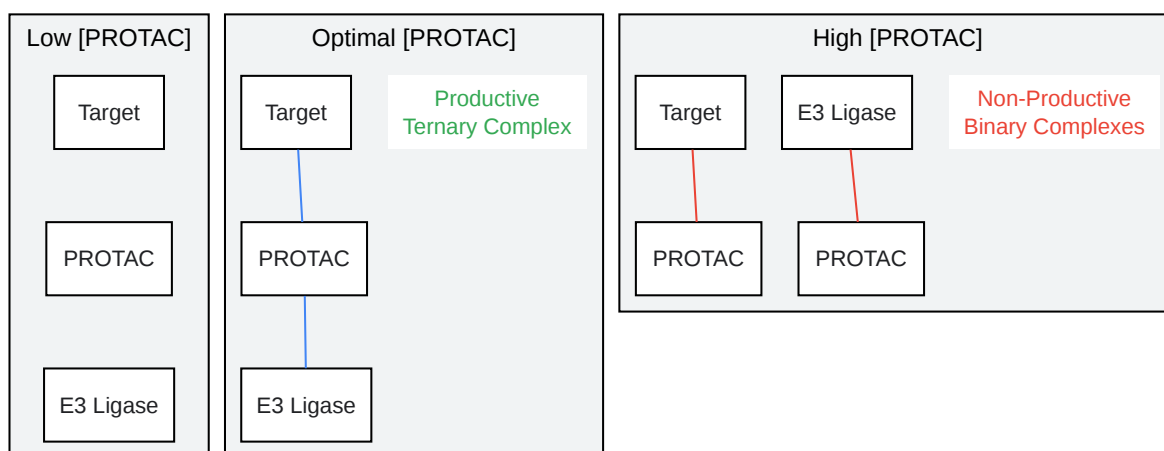 Low [PROTAC]
Target
PROTAC
E3 Ligase
Optimal [PROTAC]
Target
Productive
Ternary Complex
PROTAC
E3 Ligase
High [PROTAC]
Target
E3 Ligase
Non-Productive
Binary Complexes
PROTAC
PROTAC